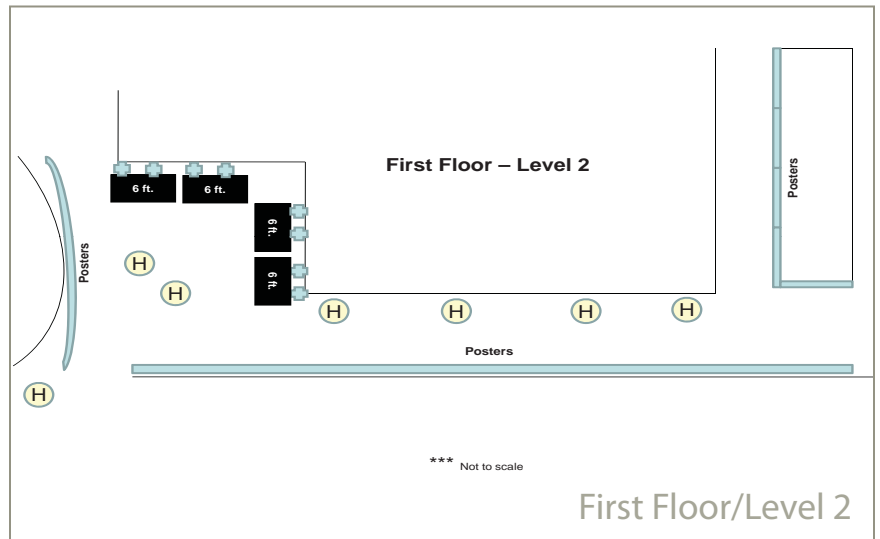 First Floor – Level 2
6 ft.
6 ft.
6 ft.
6 ft.
Posters
Posters
H
H
H
H
H
H
Posters
H
*** Not to scale
First Floor/Level 2